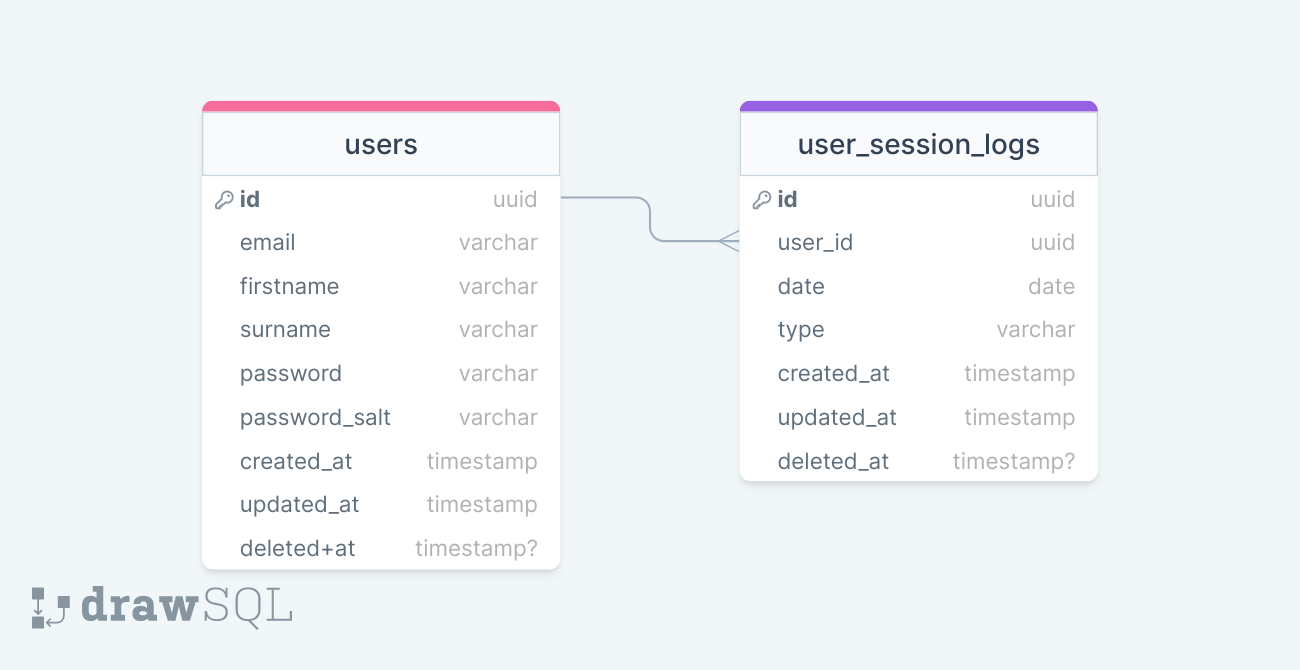 users
id uuid
email varchar
firstname varchar
surname varchar
password varchar
password_salt varchar
created_at timestamp
updated_at timestamp
deleted+at timestamp?
user_session_logs
id uuid
user_id uuid
date date
type varchar
created_at timestamp
updated_at timestamp
deleted_at timestamp?
drawSQL